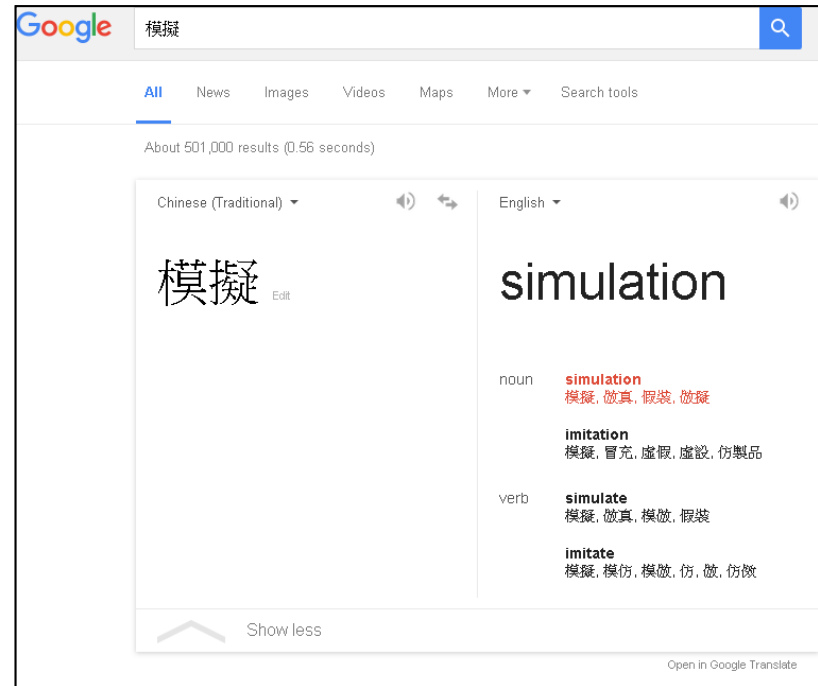 Google 模擬
All News Images Videos Maps More Search tools
About 501,000 results (0.56 seconds)
Chinese (Traditional) English
模擬 Edit
simulation
noun simulation
模擬, 倣真, 假裝, 倣擬
imitation
模擬, 冒充, 虛假, 虛設, 仿製品
verb simulate
模擬, 倣真, 模倣, 假裝
imitate
模擬, 模仿, 模倣, 仿, 倣, 仿傚
Show less
Open in Google Translate